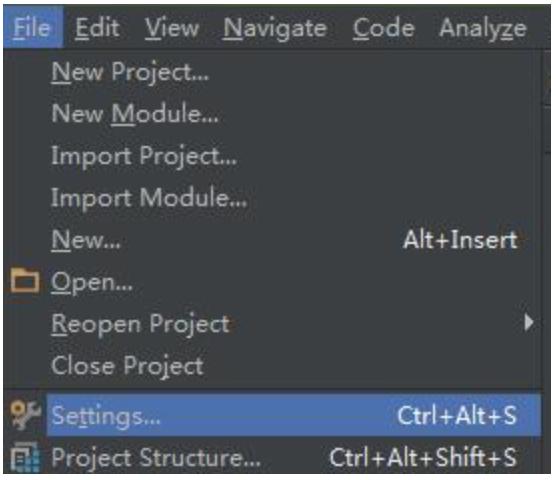 File Edit View Navigate Code Analyze
New Project...
New Module...
Import Project...
Import Module...
New... Alt+Insert
Open...
Reopen Project
Close Project
Settings... Ctrl+Alt+S
Project Structure... Ctrl+Alt+Shift+S